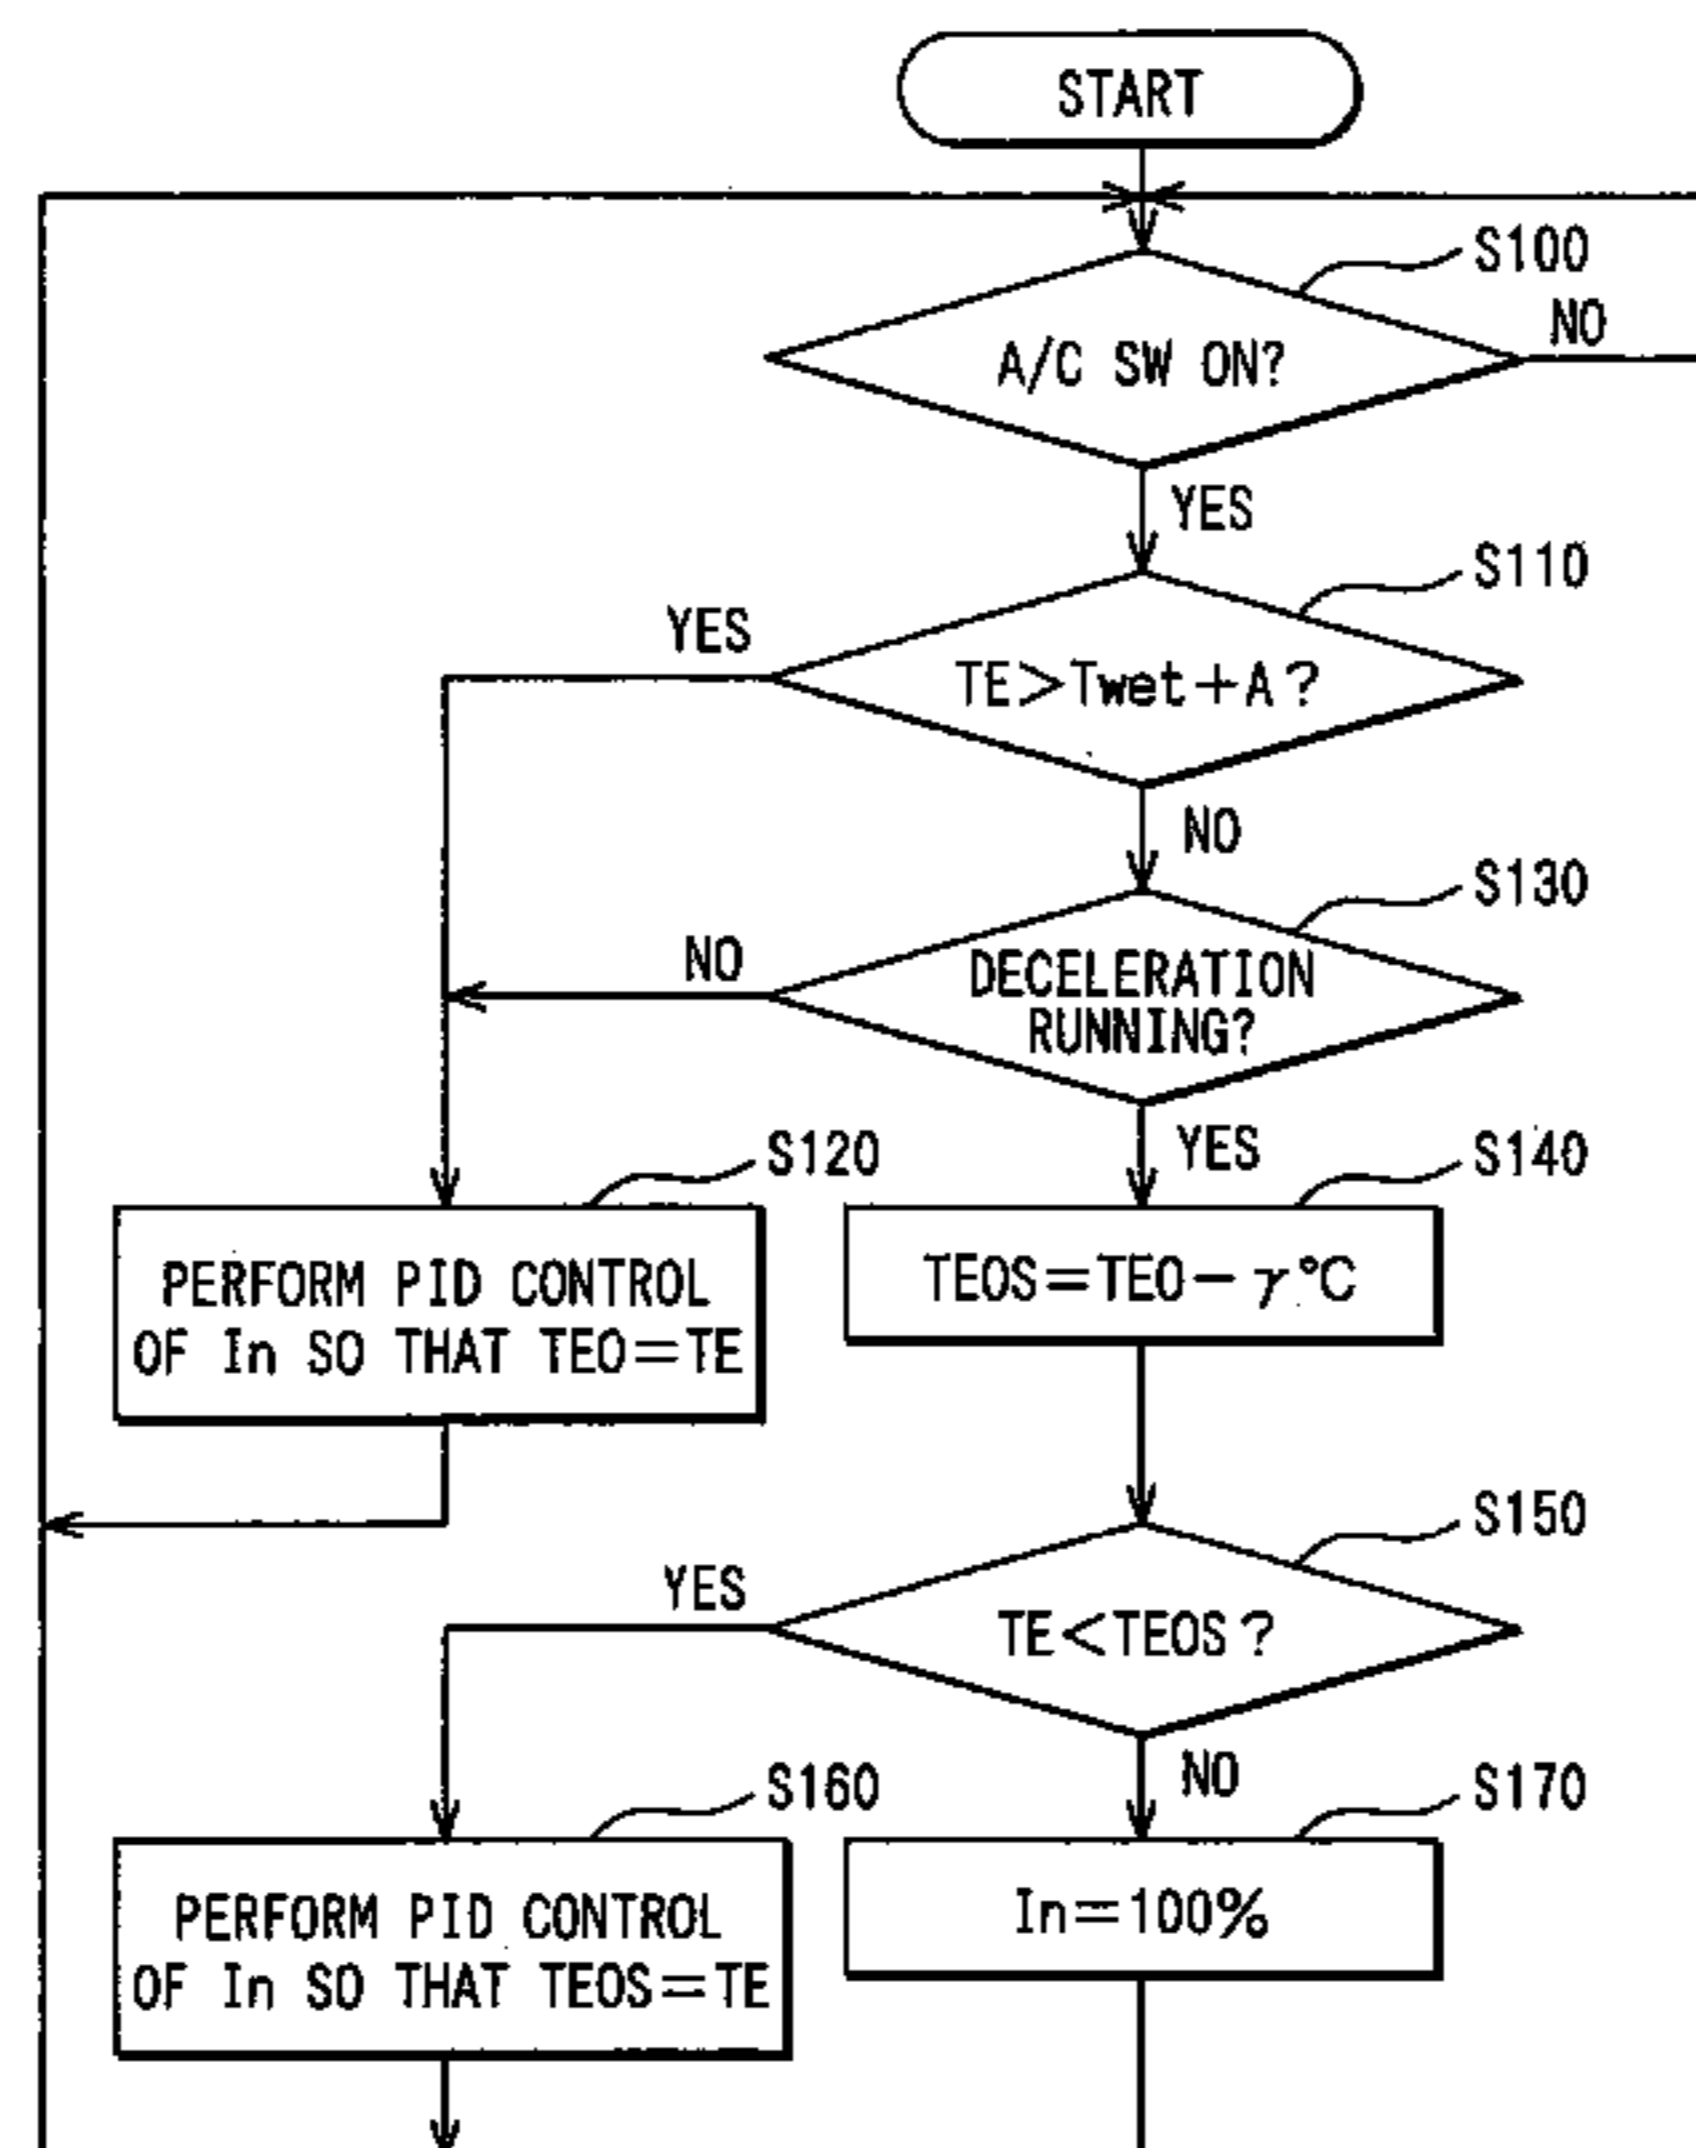 START
S100
A/C SW ON?
NO
YES
S110
YES
TE>Twet+A?
NO
S130
NO
DECELERATION
RUNNING?
YES
S120
S140
PERFORM PID CONTROL
OF In SO THAT TEO=TE
TEOS=TEO-γ℃
S150
YES
TE<TEOS?
NO
S160
S170
PERFORM PID CONTROL
OF In SO THAT TEOS=TE
In=100%